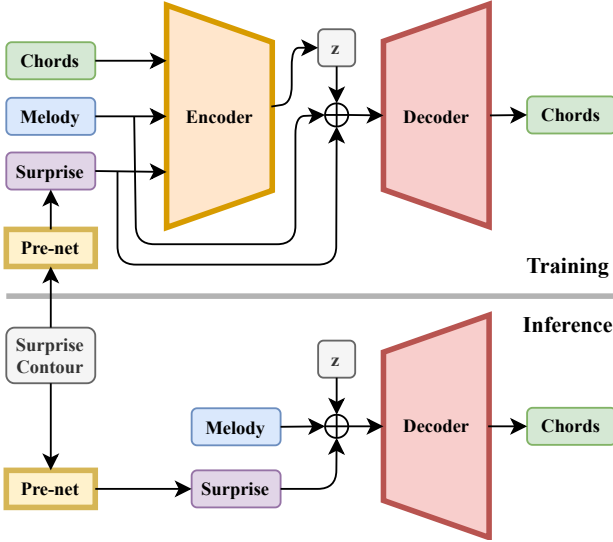 Chords
Melody
Surprise
Pre-net
Encoder
z
Decoder
Chords
Training
Inference
Surprise
Contour
z
Melody
Decoder
Chords
Pre-net
Surprise